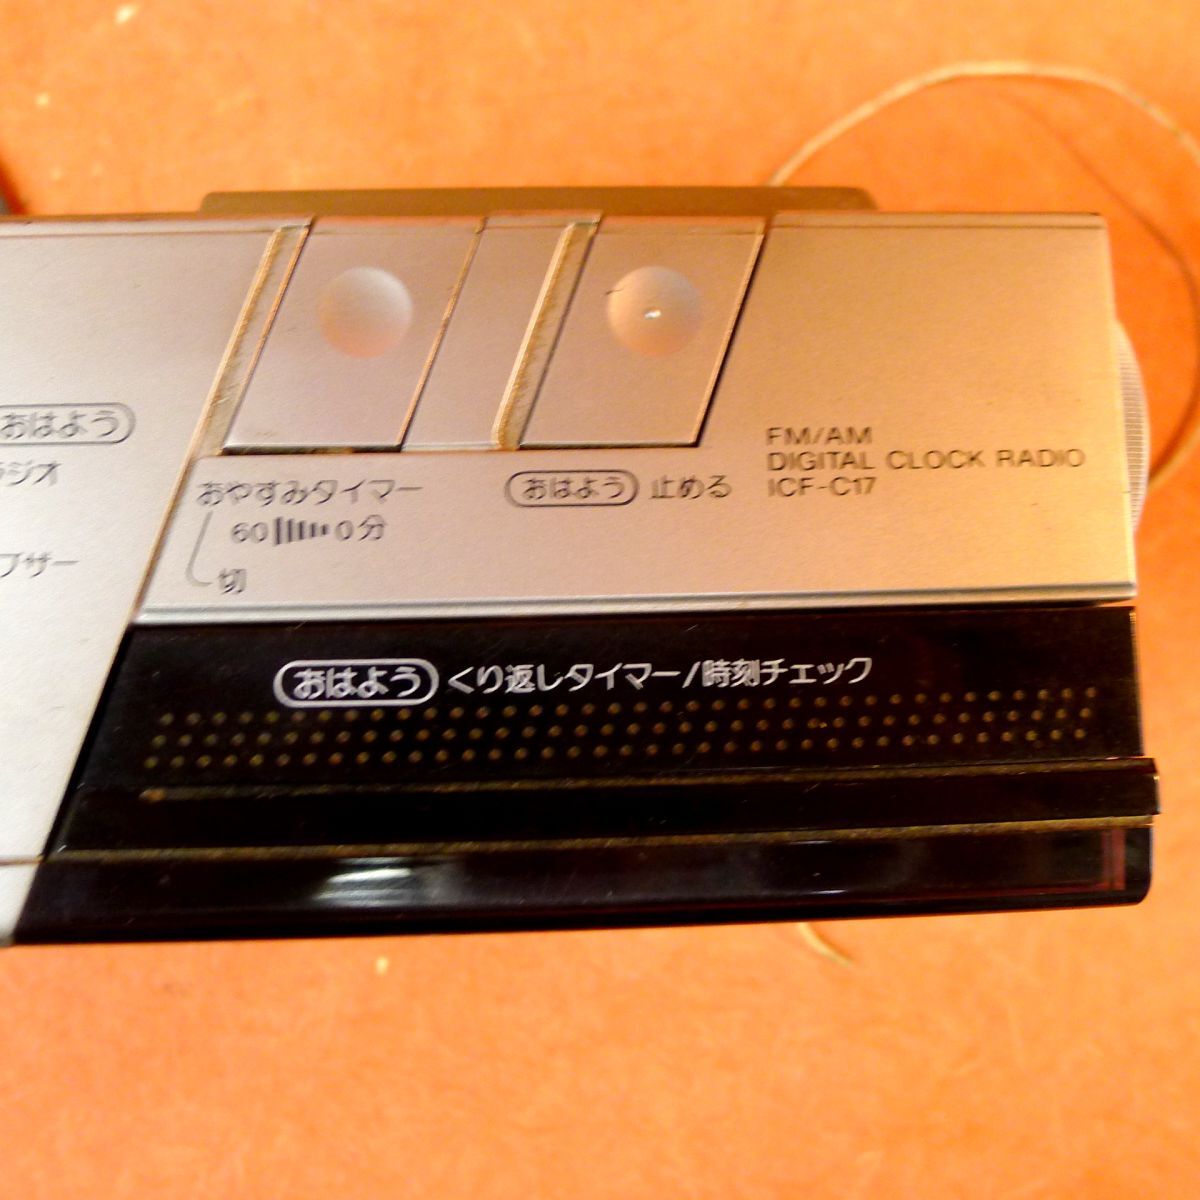 おはよう
ラジオ
ブザー
おやすみタイマー
60 0分
切
おはよう 止める
FM/AM
DIGITAL CLOCK RADIO
ICF-C17
おはよう くり返しタイマー/時刻チェック